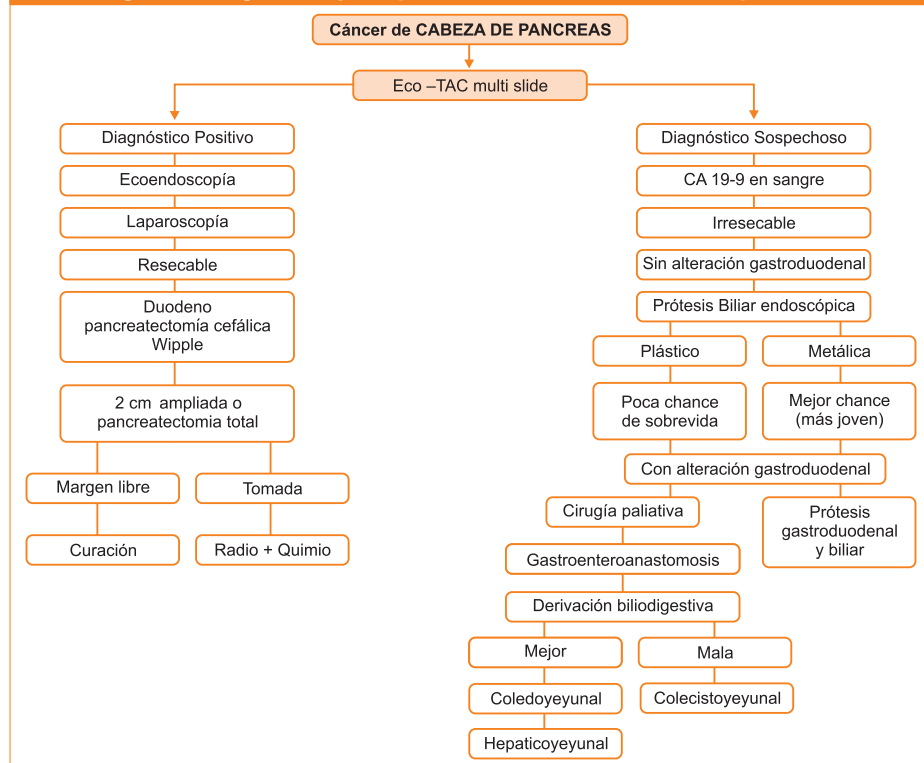 Cáncer de CABEZA DE PANCREAS
Eco –TAC multi slide
Diagnóstico Positivo
Ecoendoscopía
Laparoscopía
Resecable
Duodeno
pancreatectomía cefálica
Wipple
2 cm ampliada o
pancreatectomia total
Margen libre
Tomada
Curación
Radio + Quimio
Diagnóstico Sospechoso
CA 19-9 en sangre
Irresecable
Sin alteración gastroduodenal
Prótesis Biliar endoscópica
Plástico
Metálica
Poca chance
de sobrevida
Mejor chance
(más joven)
Con alteración gastroduodenal
Cirugía paliativa
Prótesis
gastroduodenal
y biliar
Gastroenteroanastomosis
Derivación biliodigestiva
Mejor
Mala
Coledoyeyunal
Colecistoyeyunal
Hepaticoyeyunal